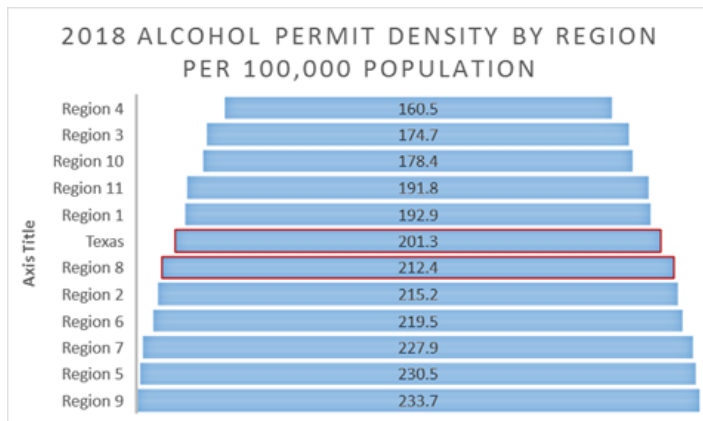 2018 ALCOHOL PERMIT DENSITY BY REGION
PER 100,000 POPULATION
Axis Title
Region 4 160.5
Region 3 174.7
Region 10 178.4
Region 11 191.8
Region 1 192.9
Texas 201.3
Region 8 212.4
Region 2 215.2
Region 6 219.5
Region 7 227.9
Region 5 230.5
Region 9 233.7